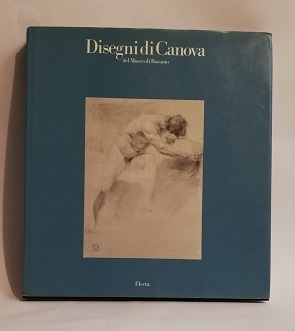 Disegni di Canova
del Museo di Bassano
Electa